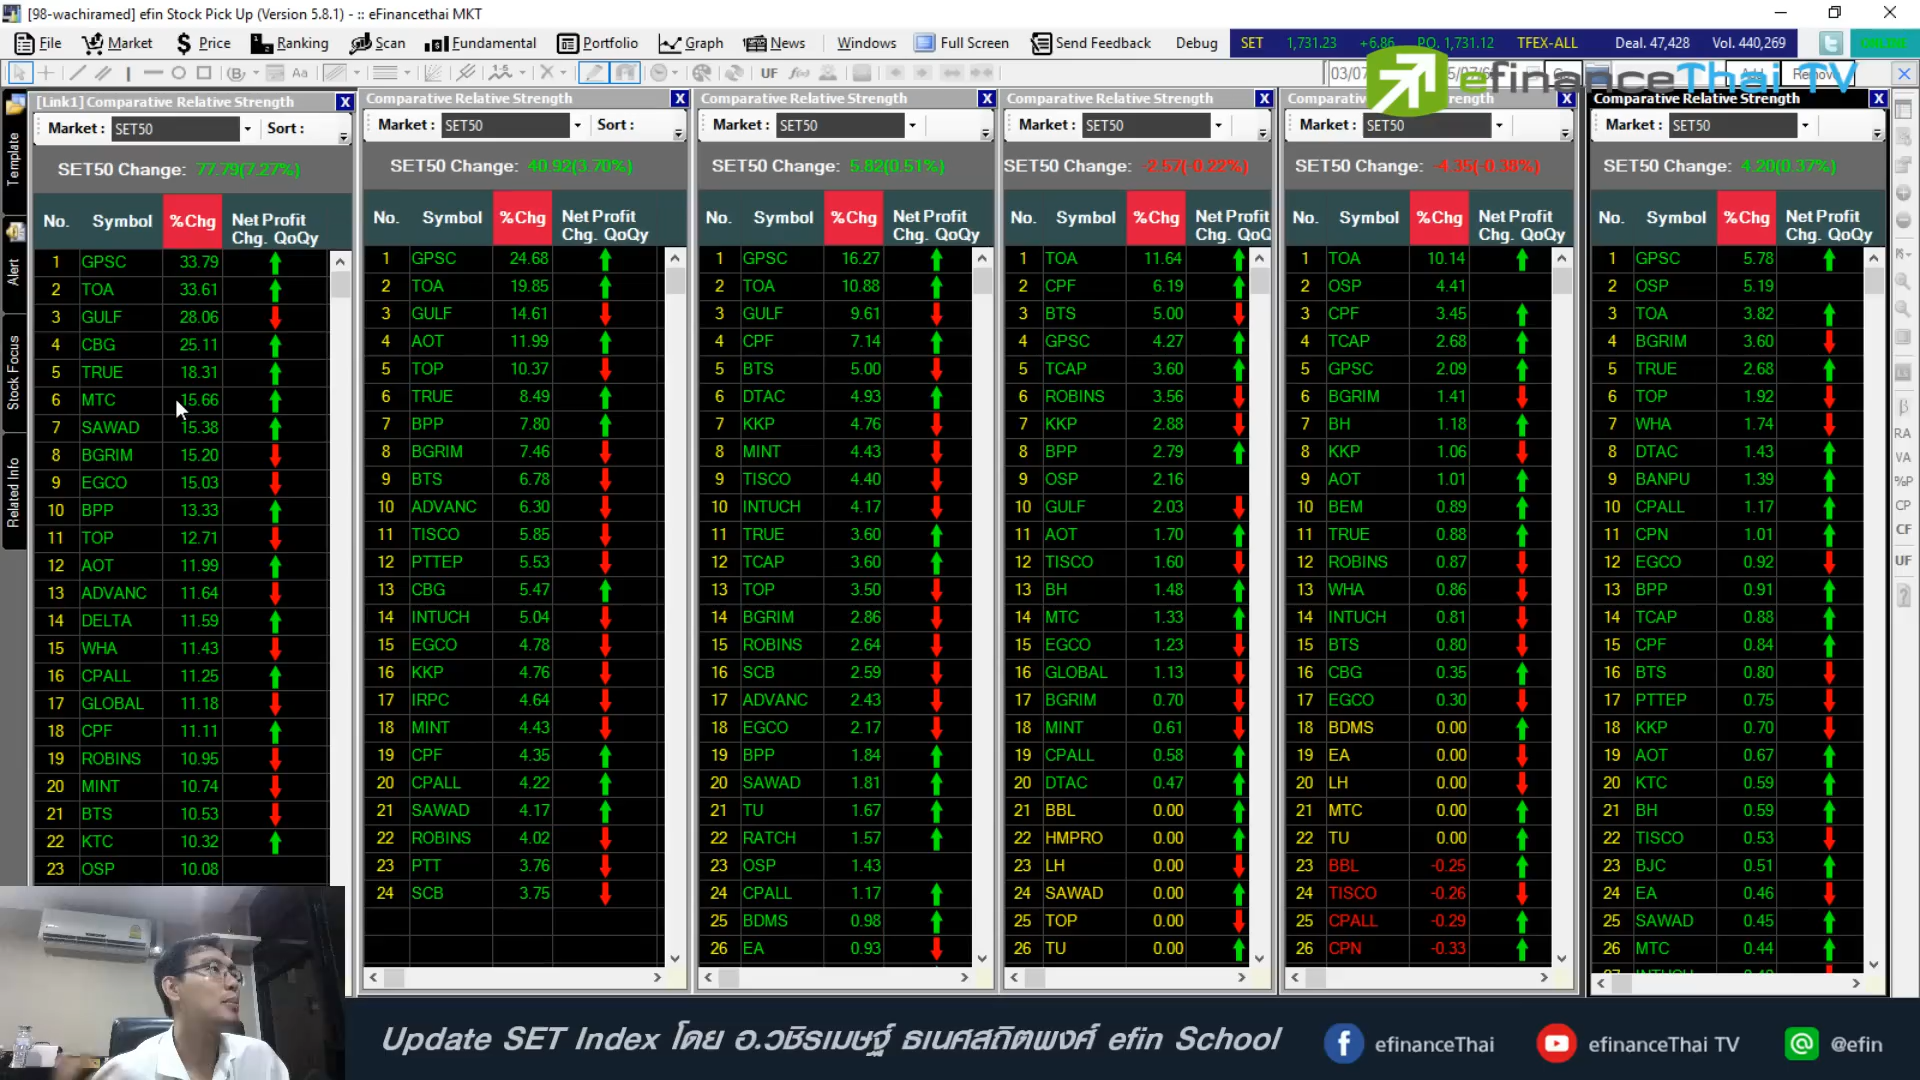 [98-wachiramed] efin Stock Pick Up (Version 5.8.1) - :: eFinancethai MKT
File Market Price Ranking Scan Fundamental Portfolio Graph News Windows Full Screen Send Feedback Debug SET 1,731.23 +6.86 PO. 1,731.12 TFEX-ALL Deal. 47,428 Vol. 440,269
UF
efinanceThai TV
Template
Alert
Stock Focus
Related Info
[Link1] Comparative Relative Strength
Market : SET50 Sort :
SET50 Change: 77.79(7.27%)
No. Symbol %Chg Net Profit Chg. QoQy
1 GPSC 33.79
2 TOA 33.61
3 GULF 28.06
4 CBG 25.11
5 TRUE 18.31
6 MTC 15.66
7 SAWAD 15.38
8 BGRIM 15.20
9 EGCO 15.03
10 BPP 13.33
11 TOP 12.71
12 AOT 11.99
13 ADVANC 11.64
14 DELTA 11.59
15 WHA 11.43
16 CPALL 11.25
17 GLOBAL 11.18
18 CPF 11.11
19 ROBINS 10.95
20 MINT 10.74
21 BTS 10.53
22 KTC 10.32
23 OSP 10.08
Comparative Relative Strength
Market : SET50 Sort :
SET50 Change: 40.92(3.70%)
No. Symbol %Chg Net Profit Chg. QoQy
1 GPSC 24.68
2 TOA 19.85
3 GULF 14.61
4 AOT 11.99
5 TOP 10.37
6 TRUE 8.49
7 BPP 7.80
8 BGRIM 7.46
9 BTS 6.78
10 ADVANC 6.30
11 TISCO 5.85
12 PTTEP 5.53
13 CBG 5.47
14 INTUCH 5.04
15 EGCO 4.78
16 KKP 4.76
17 IRPC 4.64
18 MINT 4.43
19 CPF 4.35
20 CPALL 4.22
21 SAWAD 4.17
22 ROBINS 4.02
23 PTT 3.76
24 SCB 3.75
Comparative Relative Strength
Market : SET50
SET50 Change: 5.82(0.51%)
No. Symbol %Chg Net Profit Chg. QoQy
1 GPSC 16.27
2 TOA 10.88
3 GULF 9.61
4 CPF 7.14
5 BTS 5.00
6 DTAC 4.93
7 KKP 4.76
8 MINT 4.43
9 TISCO 4.40
10 INTUCH 4.17
11 TRUE 3.60
12 TCAP 3.60
13 TOP 3.50
14 BGRIM 2.86
15 ROBINS 2.64
16 SCB 2.59
17 ADVANC 2.43
18 EGCO 2.17
19 BPP 1.84
20 SAWAD 1.81
21 TU 1.67
22 RATCH 1.57
23 OSP 1.43
24 CPALL 1.17
25 BDMS 0.98
26 EA 0.93
Comparative Relative Strength
Market : SET50
SET50 Change: -2.57(-0.22%)
No. Symbol %Chg Net Profit Chg. QoQ
1 TOA 11.64
2 CPF 6.19
3 BTS 5.00
4 GPSC 4.27
5 TCAP 3.60
6 ROBINS 3.56
7 KKP 2.88
8 BPP 2.79
9 OSP 2.16
10 GULF 2.03
11 AOT 1.70
12 TISCO 1.60
13 BH 1.48
14 MTC 1.33
15 EGCO 1.23
16 GLOBAL 1.13
17 BGRIM 0.70
18 MINT 0.61
19 CPALL 0.58
20 DTAC 0.47
21 BBL 0.00
22 HMPRO 0.00
23 LH 0.00
24 SAWAD 0.00
25 TOP 0.00
26 TU 0.00
Market : SET50
SET50 Change: -4.35(-0.38%)
No. Symbol %Chg Net Profit Chg. QoQy
1 TOA 10.14
2 OSP 4.41
3 CPF 3.45
4 TCAP 2.68
5 GPSC 2.09
6 BGRIM 1.41
7 BH 1.18
8 KKP 1.06
9 AOT 1.01
10 BEM 0.89
11 TRUE 0.88
12 ROBINS 0.87
13 WHA 0.86
14 INTUCH 0.81
15 BTS 0.80
16 CBG 0.35
17 EGCO 0.30
18 BDMS 0.00
19 EA 0.00
20 LH 0.00
21 MTC 0.00
22 TU 0.00
23 BBL -0.25
24 TISCO -0.26
25 CPALL -0.29
26 CPN -0.33
Comparative Relative Strength
Market : SET50
SET50 Change: 4.20(0.37%)
No. Symbol %Chg Net Profit Chg. QoQy
1 GPSC 5.78
2 OSP 5.19
3 TOA 3.82
4 BGRIM 3.60
5 TRUE 2.68
6 TOP 1.92
7 WHA 1.74
8 DTAC 1.43
9 BANPU 1.39
10 CPALL 1.17
11 CPN 1.01
12 EGCO 0.92
13 BPP 0.91
14 TCAP 0.88
15 CPF 0.84
16 BTS 0.80
17 PTTEP 0.75
18 KKP 0.70
19 AOT 0.67
20 KTC 0.59
21 BH 0.59
22 TISCO 0.53
23 BJC 0.51
24 EA 0.46
25 SAWAD 0.45
26 MTC 0.44
RA
VA
%P
CP
CF
UF
Update SET Index โดย อ.วชิรเมษฐ์ ธเนศสถิตพงศ์ efin School
efinanceThai
efinanceThai TV
@efin